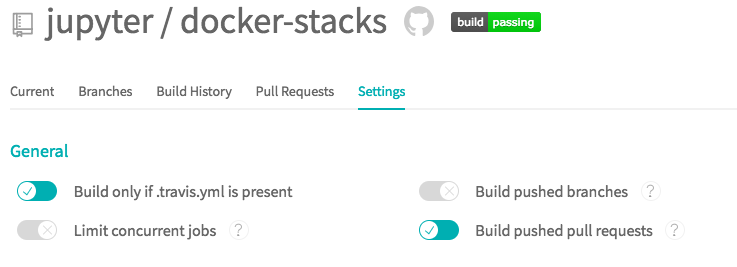 jupyter / docker-stacks build passing
Current Branches Build History Pull Requests Settings
General
Build only if .travis.yml is present Build pushed branches ?
Limit concurrent jobs ? Build pushed pull requests ?